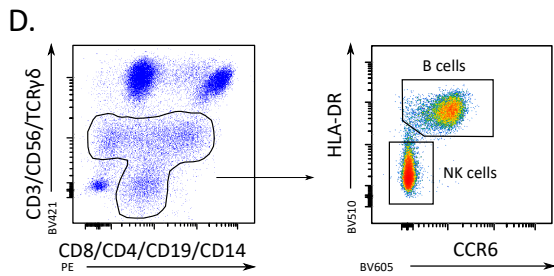 D.
CD3/CD56/TCRγδ
BV421
CD8/CD4/CD19/CD14
PE
HLA-DR
BV510
B cells
NK cells
CCR6
BV605